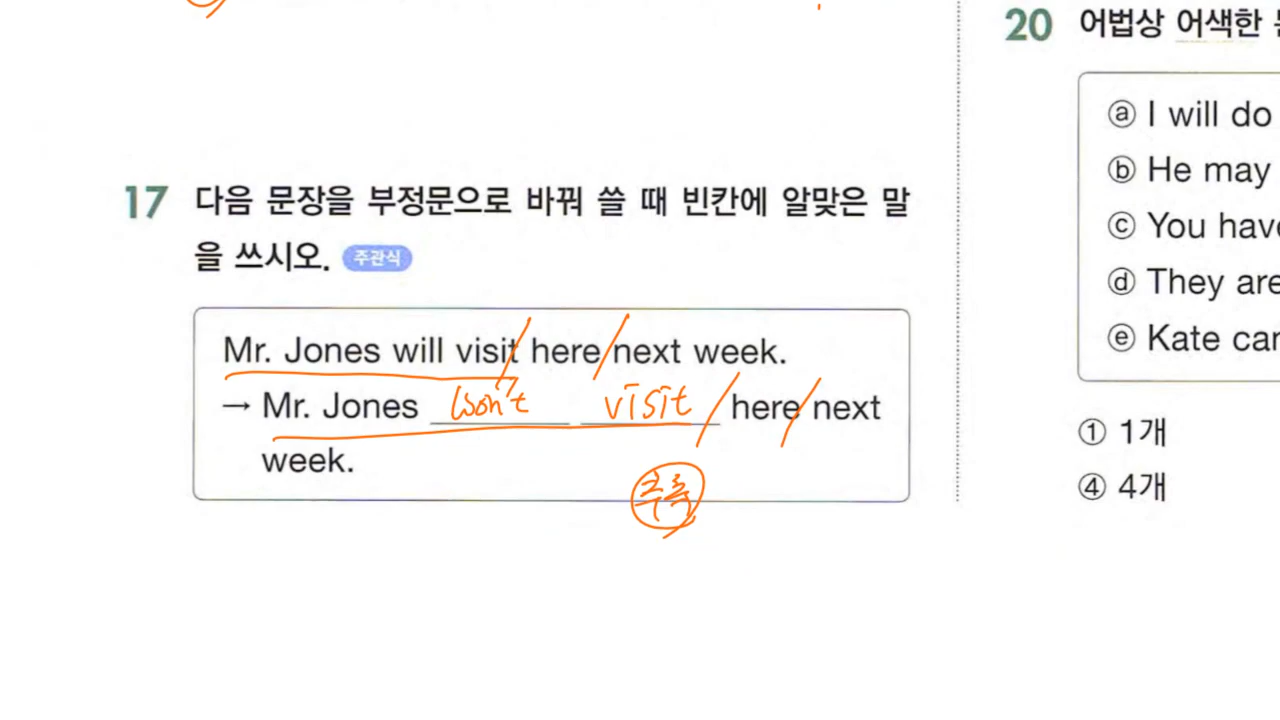 17 다음 문장을 부정문으로 바꿔 쓸 때 빈칸에 알맞은 말
을 쓰시오. 주관식
Mr. Jones will visit here next week.
→ Mr. Jones won't visit here next
week.
추측
20 어법상 어색한
ⓐ I will do
ⓑ He may
ⓒ You have
ⓓ They are
ⓔ Kate car
① 1개
④ 4개